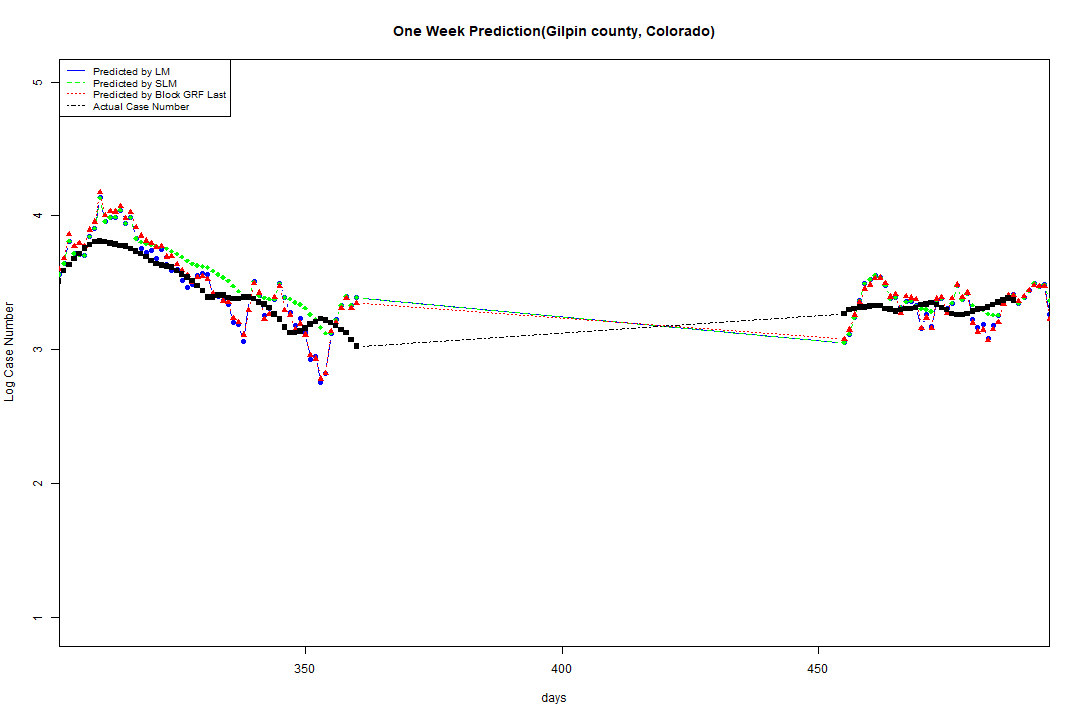 One Week Prediction(Gilpin county, Colorado)
Predicted by LM
Predicted by SLM
Predicted by Block GRF Last
Actual Case Number
5
4
3
2
1
Log Case Number
350
400
450
days